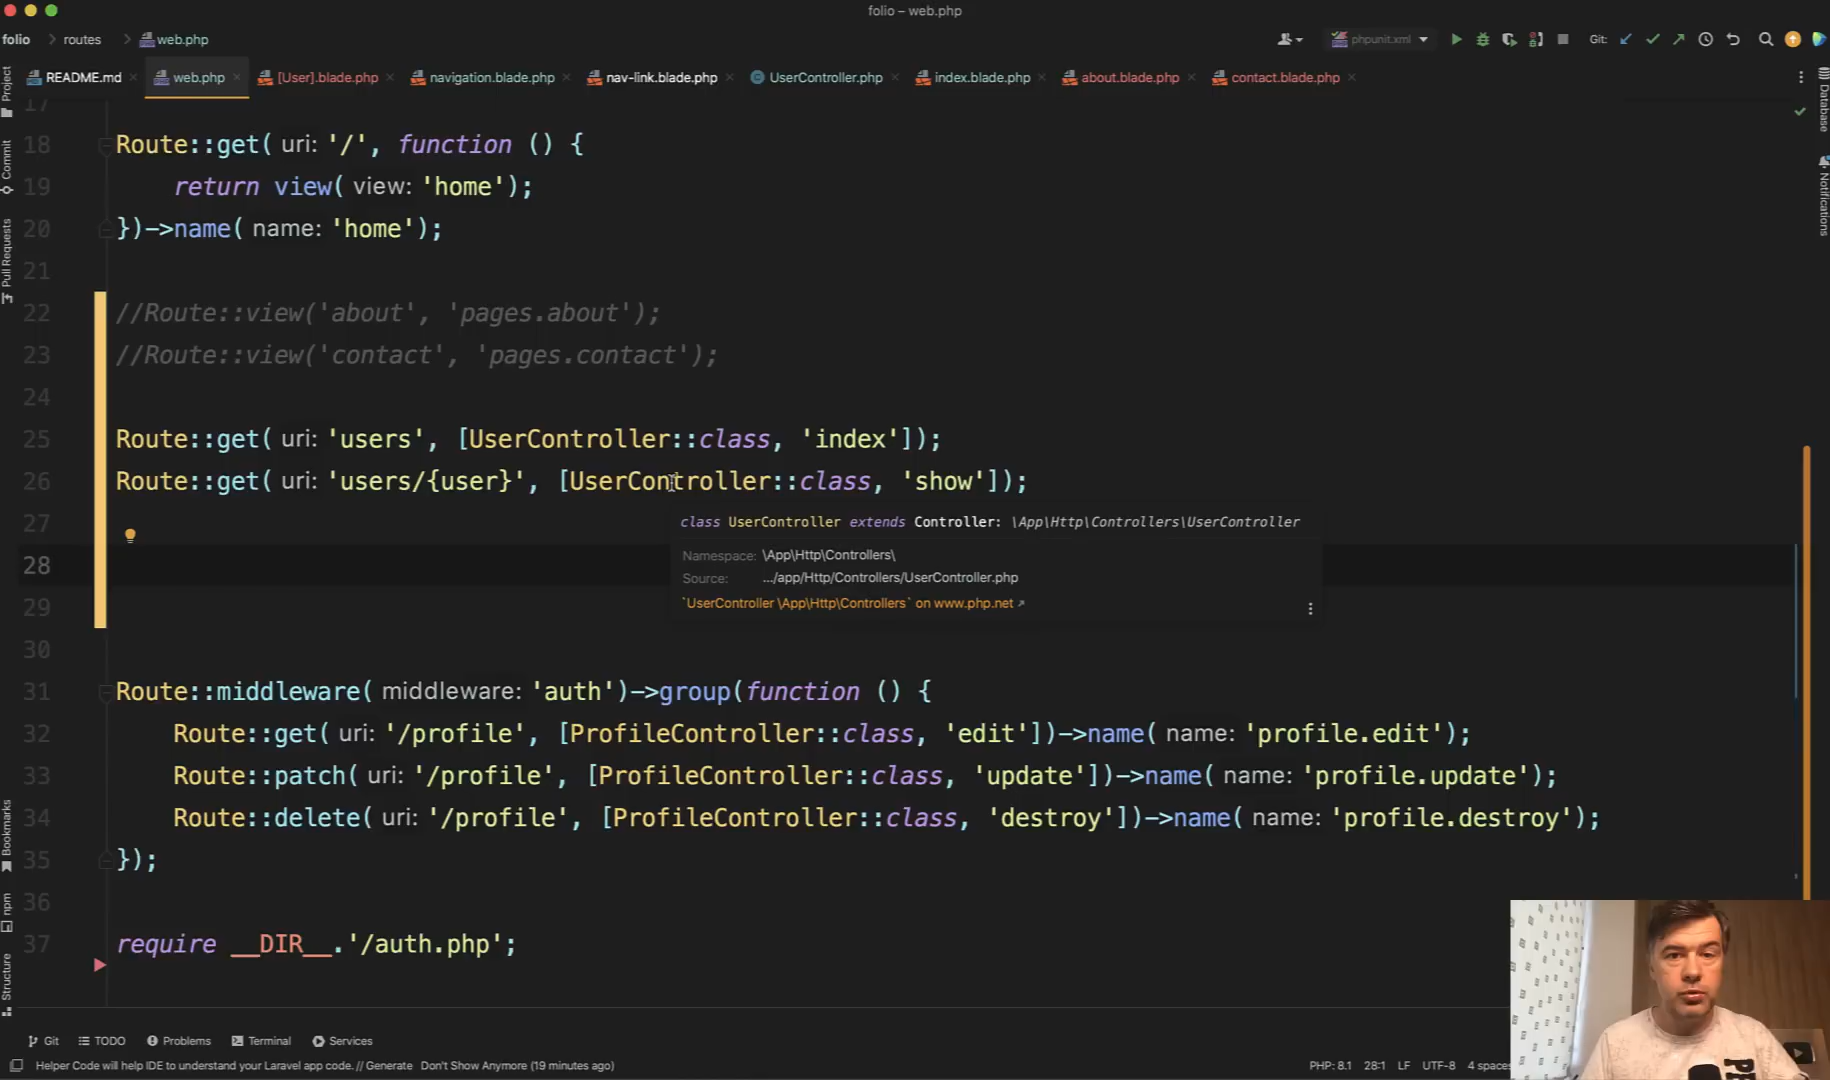 folio – web.php
folio
routes
web.php
phpunit.xml
Git:
README.md
web.php
[User].blade.php
navigation.blade.php
nav-link.blade.php
UserController.php
index.blade.php
about.blade.php
contact.blade.php
Project
Commit
Pull Requests
Bookmarks
npm
Structure
Database
Notifications
17
18 Route::get( uri: '/', function () {
19 return view( view: 'home');
20 })->name( name: 'home');
21
22 //Route::view('about', 'pages.about');
23 //Route::view('contact', 'pages.contact');
24
25 Route::get( uri: 'users', [UserController::class, 'index']);
26 Route::get( uri: 'users/{user}', [UserController::class, 'show']);
27
class UserController extends Controller: \App\Http\Controllers\UserController
Namespace: \App\Http\Controllers\
Source: .../app/Http/Controllers/UserController.php
`UserController \App\Http\Controllers` on www.php.net ↗
28
29
30
31 Route::middleware( middleware: 'auth')->group(function () {
32 Route::get( uri: '/profile', [ProfileController::class, 'edit'])->name( name: 'profile.edit');
33 Route::patch( uri: '/profile', [ProfileController::class, 'update'])->name( name: 'profile.update');
34 Route::delete( uri: '/profile', [ProfileController::class, 'destroy'])->name( name: 'profile.destroy');
35 });
36
37 require __DIR__.'/auth.php';
Git
TODO
Problems
Terminal
Services
Helper Code will help IDE to understand your Laravel app code. // Generate Don't Show Anymore (19 minutes ago)
PHP: 8.1 28:1 LF UTF-8 4 spaces